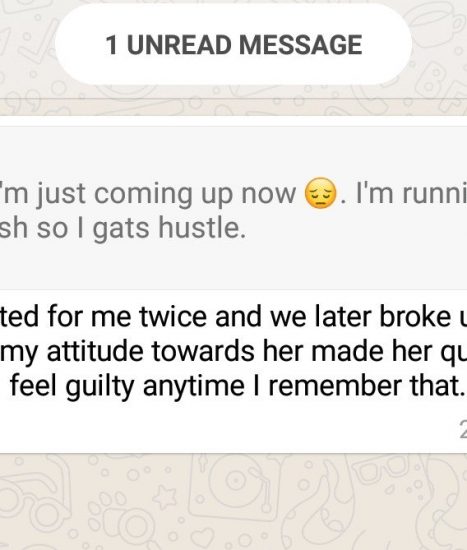 1 UNREAD MESSAGE
'm just coming up now 😔. I'm runni
sh so I gats hustle.
ted for me twice and we later broke
my attitude towards her made her qu
feel guilty anytime I remember that.